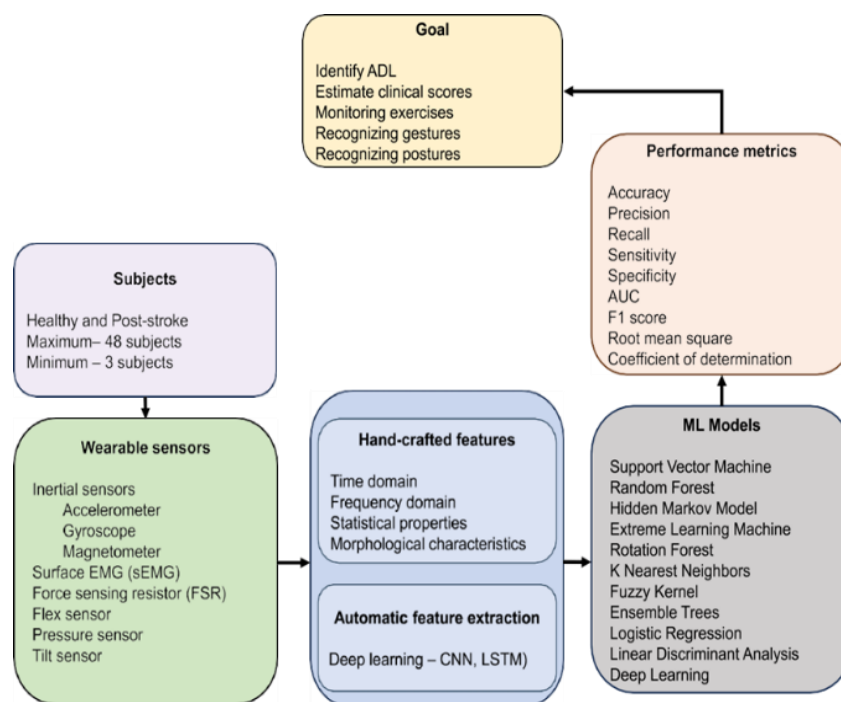 Goal
Identify ADL
Estimate clinical scores
Monitoring exercises
Recognizing gestures
Recognizing postures
Performance metrics
Accuracy
Precision
Recall
Sensitivity
Specificity
AUC
F1 score
Root mean square
Coefficient of determination
Subjects
Healthy and Post-stroke
Maximum– 48 subjects
Minimum – 3 subjects
Wearable sensors
Inertial sensors
Accelerometer
Gyroscope
Magnetometer
Surface EMG (sEMG)
Force sensing resistor (FSR)
Flex sensor
Pressure sensor
Tilt sensor
Hand-crafted features
Time domain
Frequency domain
Statistical properties
Morphological characteristics
Automatic feature extraction
Deep learning – CNN, LSTM)
ML Models
Support Vector Machine
Random Forest
Hidden Markov Model
Extreme Learning Machine
Rotation Forest
K Nearest Neighbors
Fuzzy Kernel
Ensemble Trees
Logistic Regression
Linear Discriminant Analysis
Deep Learning